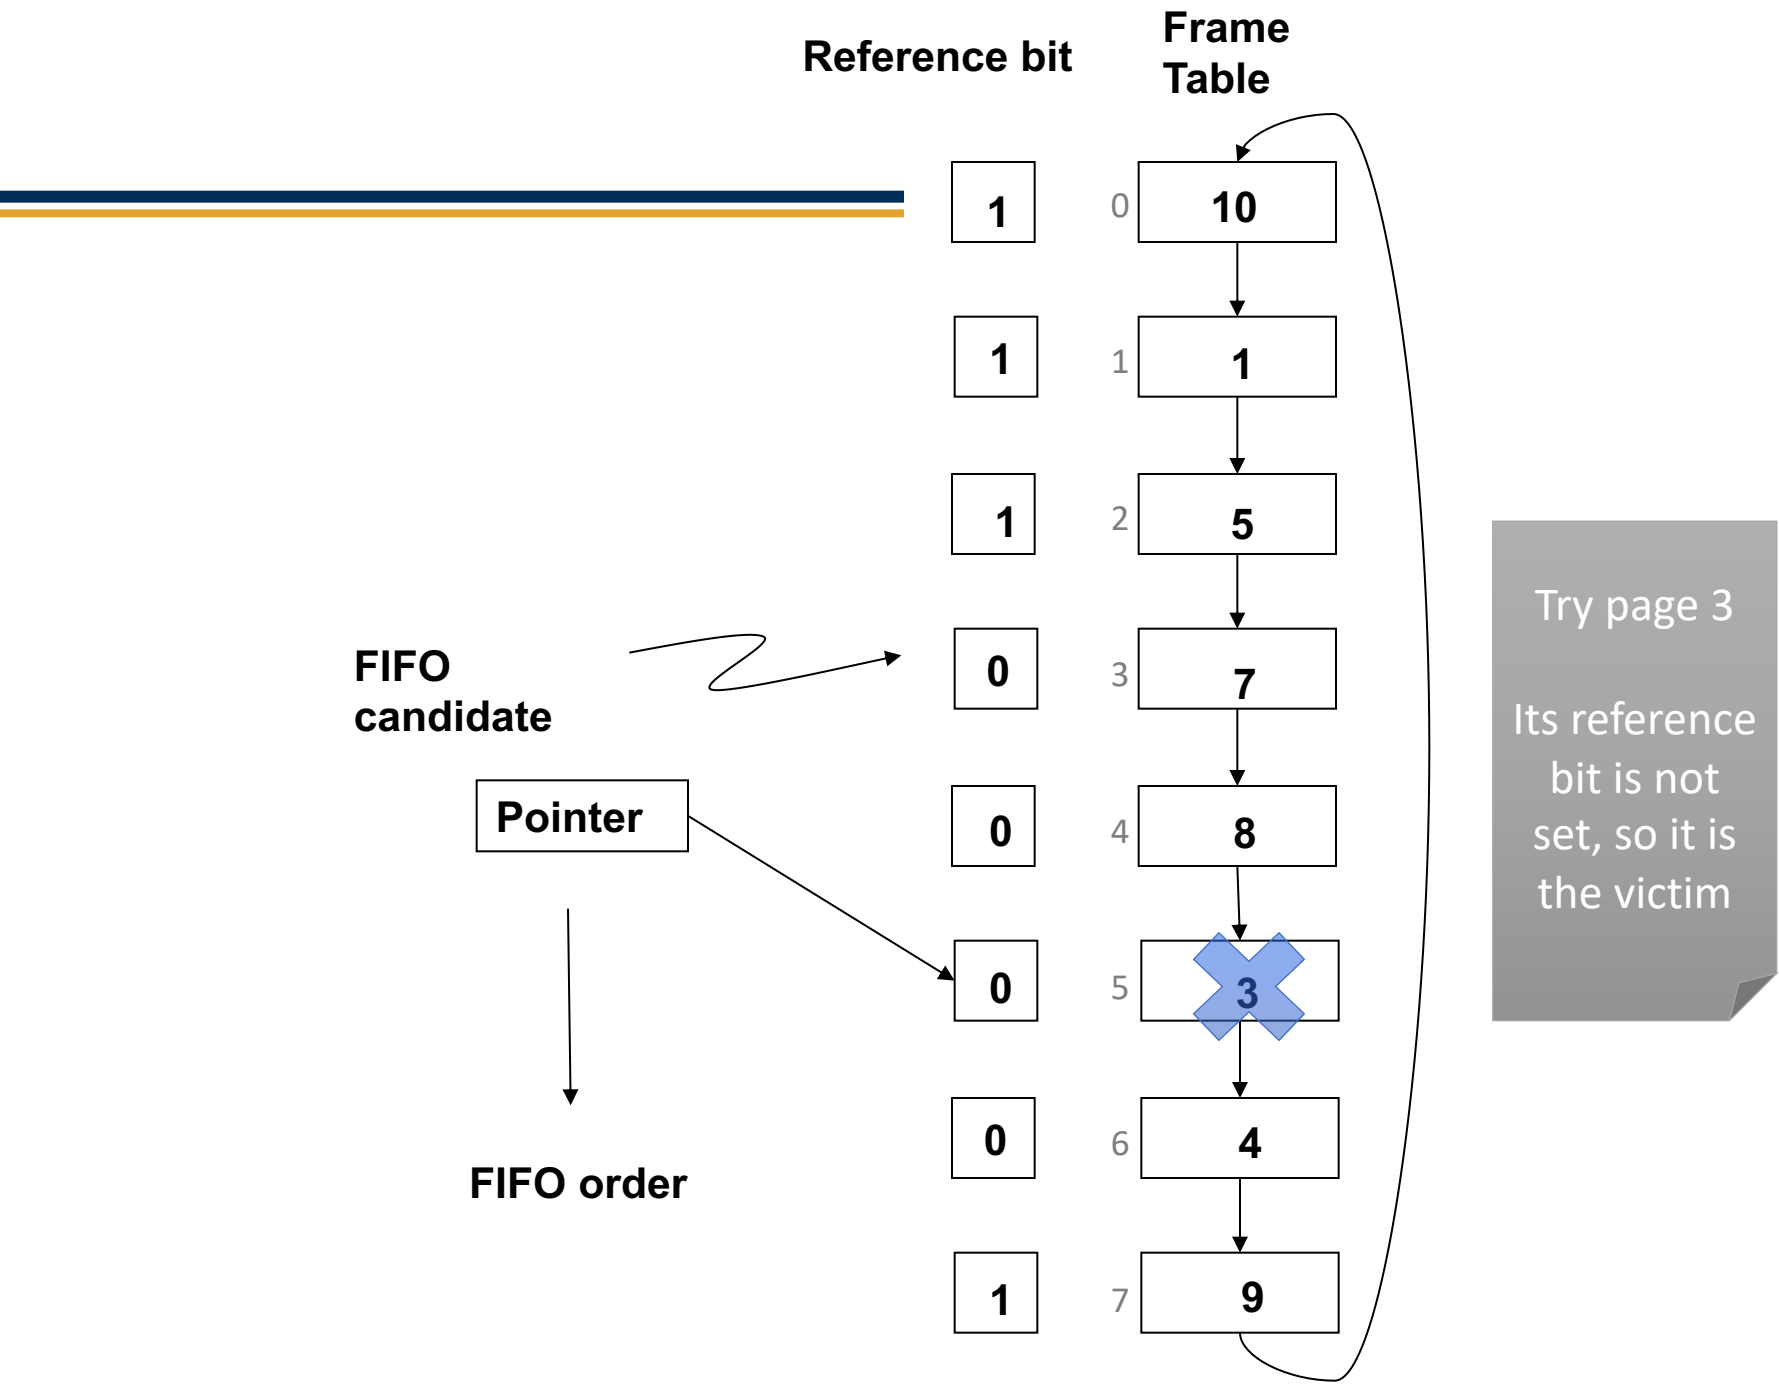 Reference bit
Frame
Table
1 0 10
1 1 1
1 2 5
FIFO
candidate
0 3 7
Pointer
0 4 8
0 5 3
FIFO order
0 6 4
1 7 9
Try page 3
Its reference
bit is not
set, so it is
the victim